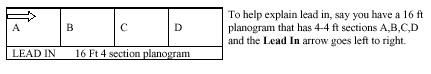 A B C D
LEAD IN 16 Ft 4 section planogram
To help explain lead in, say you have a 16 ft
planogram that has 4-4 ft sections A,B,C,D
and the Lead In arrow goes left to right.